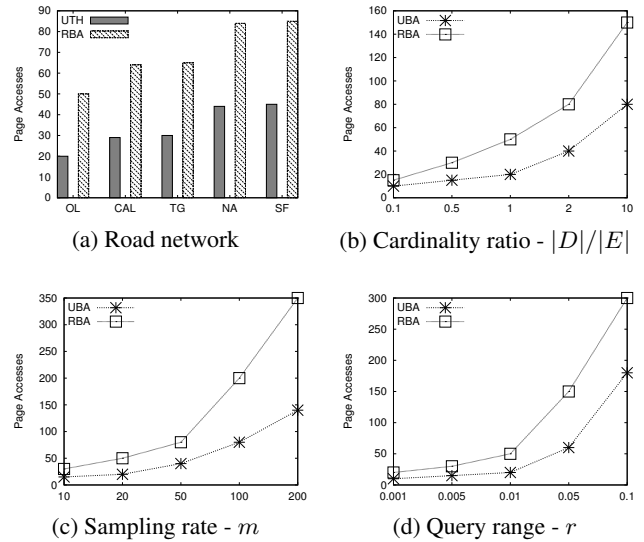 90
80
70
60
50
40
30
20
10
0
Page Accesses
UTH
RBA
OL CAL TG NA SF
(a) Road network
160
140
120
100
80
60
40
20
0
Page Accesses
UBA
RBA
0.1 0.5 1 2 10
(b) Cardinality ratio - |D|/|E|
350
300
250
200
150
100
50
0
Page Accesses
UBA
RBA
10 20 50 100 200
(c) Sampling rate - m
300
250
200
150
100
50
0
Page Accesses
UBA
RBA
0.001 0.005 0.01 0.05 0.1
(d) Query range - r